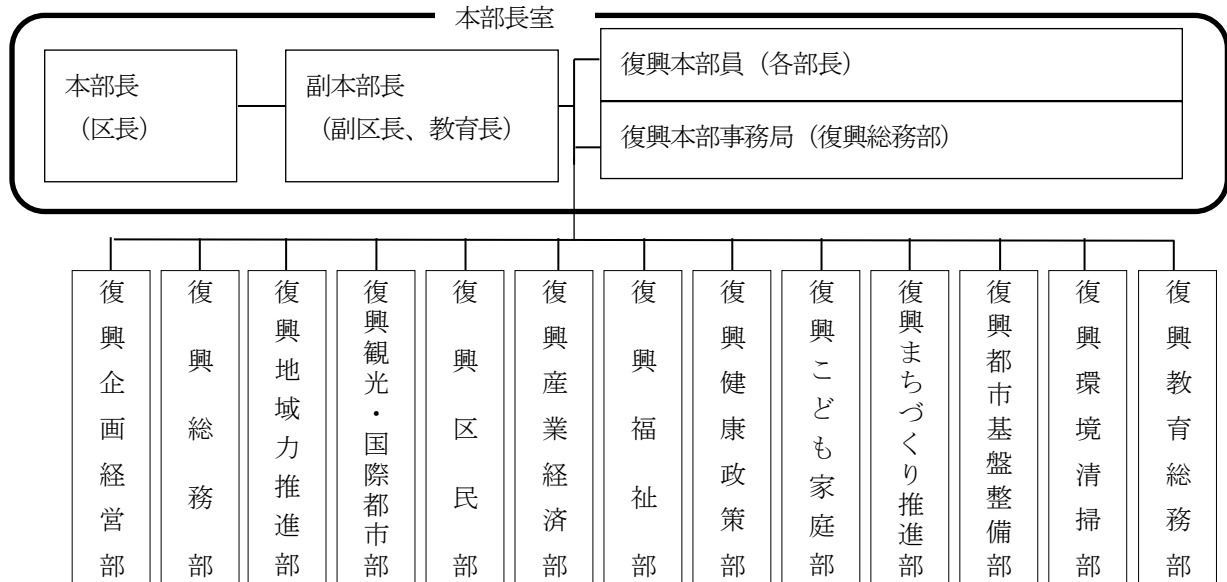 本部長室
本部長
（区長）
副本部長
（副区長、教育長）
復興本部員（各部長）
復興本部事務局（復興総務部）
復興企画経営部
復興総務部
復興地域力推進部
復興観光・国際都市部
復興区民部
復興産業経済部
復興福祉部
復興健康政策部
復興こども家庭部
復興まちづくり推進部
復興都市基盤整備部
復興環境清掃部
復興教育総務部